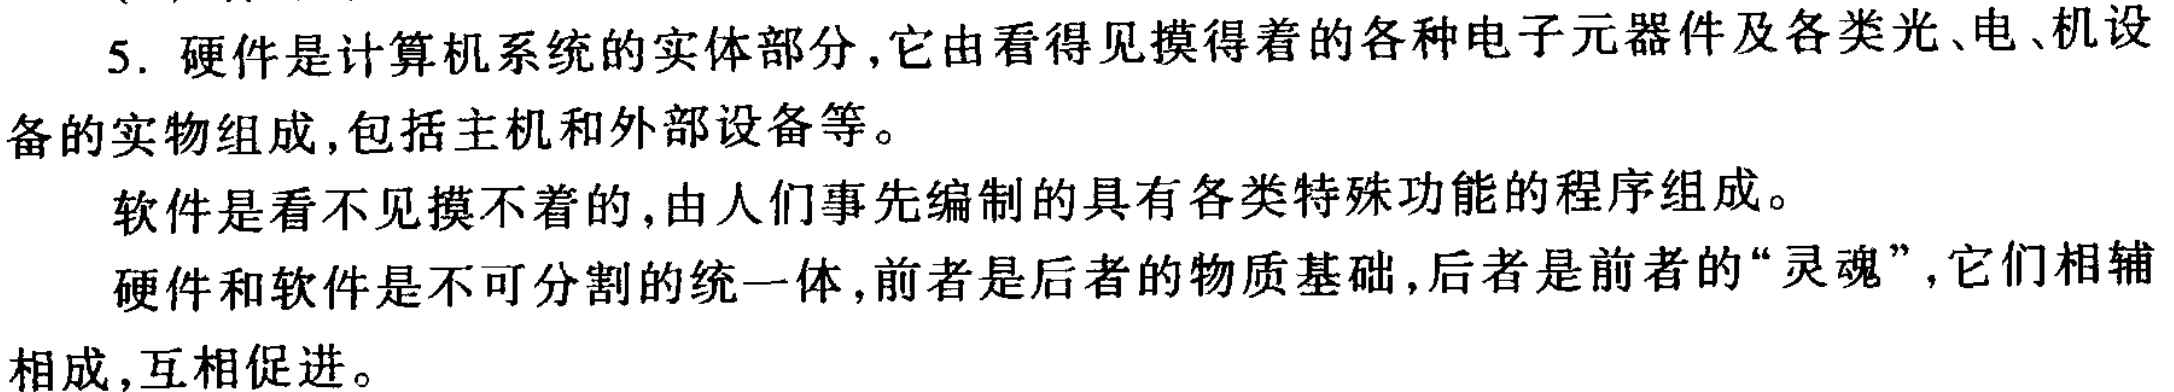 5. 硬件是计算机系统的实体部分,它由看得见摸得着的各种电子元器件及各类光、电、机设
备的实物组成,包括主机和外部设备等。
软件是看不见摸不着的,由人们事先编制的具有各类特殊功能的程序组成。
硬件和软件是不可分割的统一体,前者是后者的物质基础,后者是前者的“灵魂”,它们相辅
相成,互相促进。